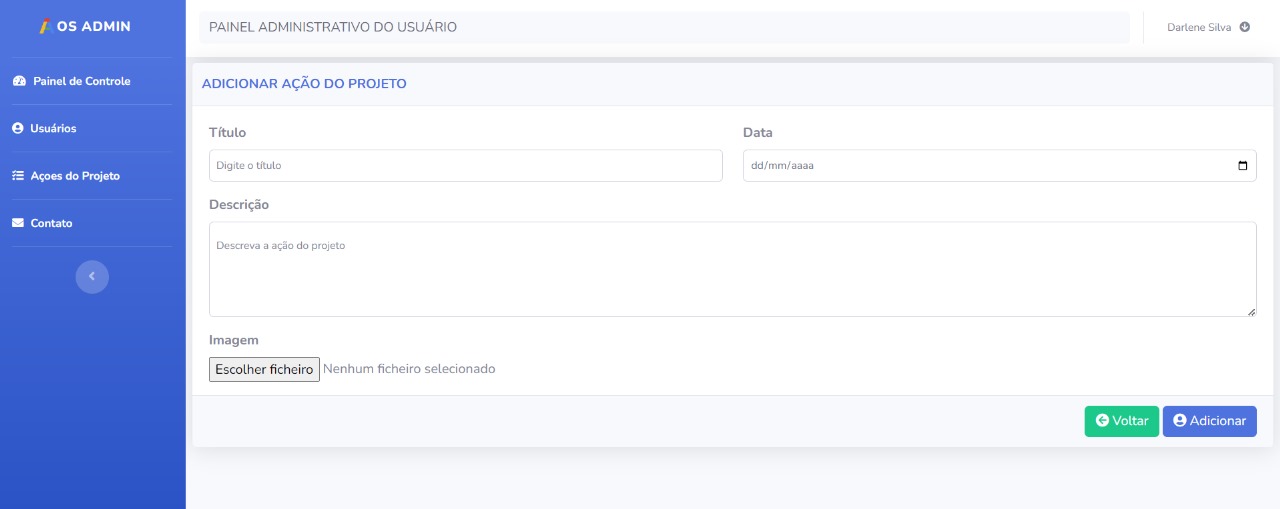 OS ADMIN
Painel de Controle
Usuários
Açoes do Projeto
Contato
PAINEL ADMINISTRATIVO DO USUÁRIO
Darlene Silva
ADICIONAR AÇÃO DO PROJETO
Título
Data
Digite o título
dd/mm/aaaa
Descrição
Descreva a ação do projeto
Imagem
Escolher ficheiro Nenhum ficheiro selecionado
Voltar Adicionar